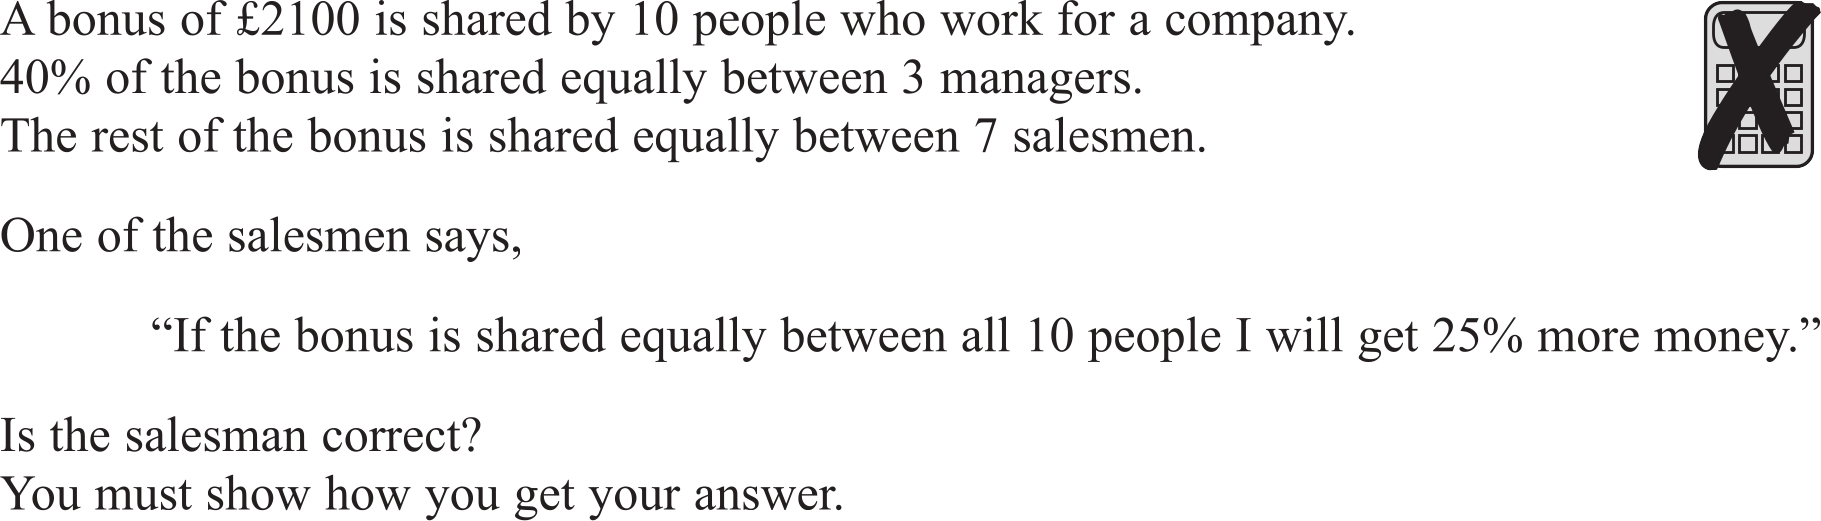 A bonus of £2100 is shared by 10 people who work for a company.
40% of the bonus is shared equally between 3 managers.
The rest of the bonus is shared equally between 7 salesmen.
One of the salesmen says,
“If the bonus is shared equally between all 10 people I will get 25% more money.”
Is the salesman correct?
You must show how you get your answer.